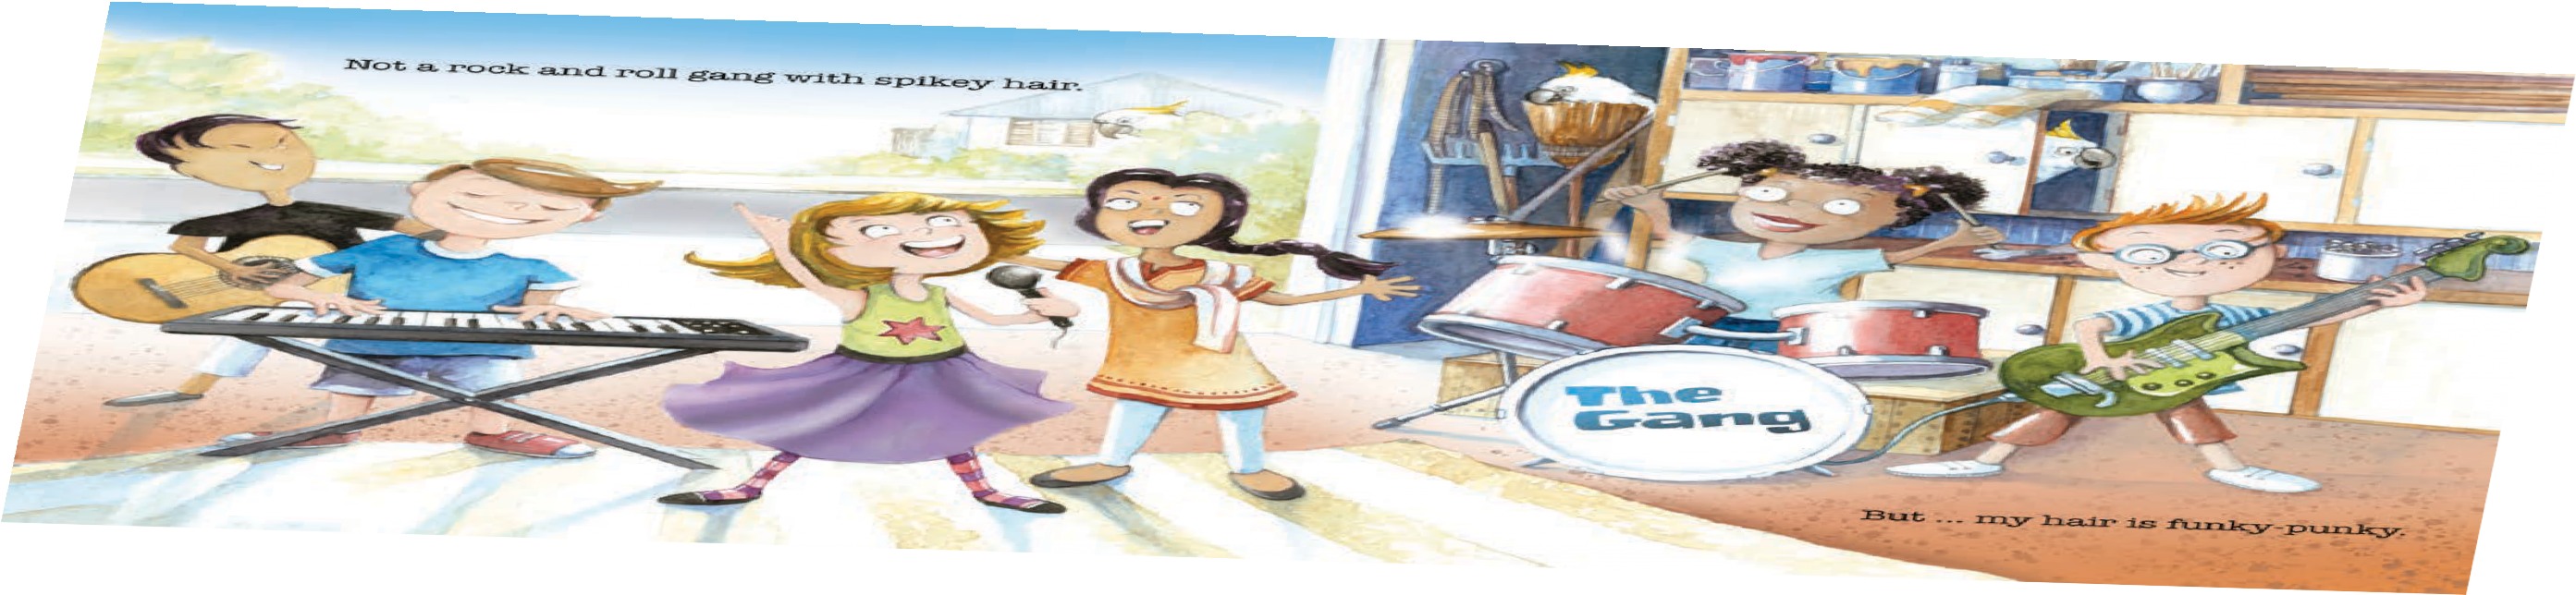 Not a rock and roll gang with spikey hair.
The
Gang
But ... my hair is funky-punky.